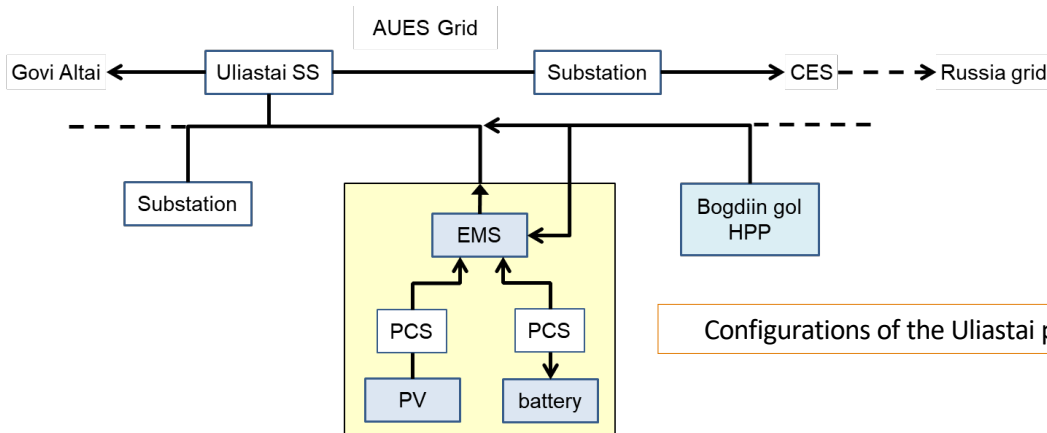 AUES Grid
Govi Altai
Uliastai SS
Substation
CES
Russia grid
Substation
Bogdiin gol
HPP
EMS
PCS
PCS
Configurations of the Uliastai p
PV
battery